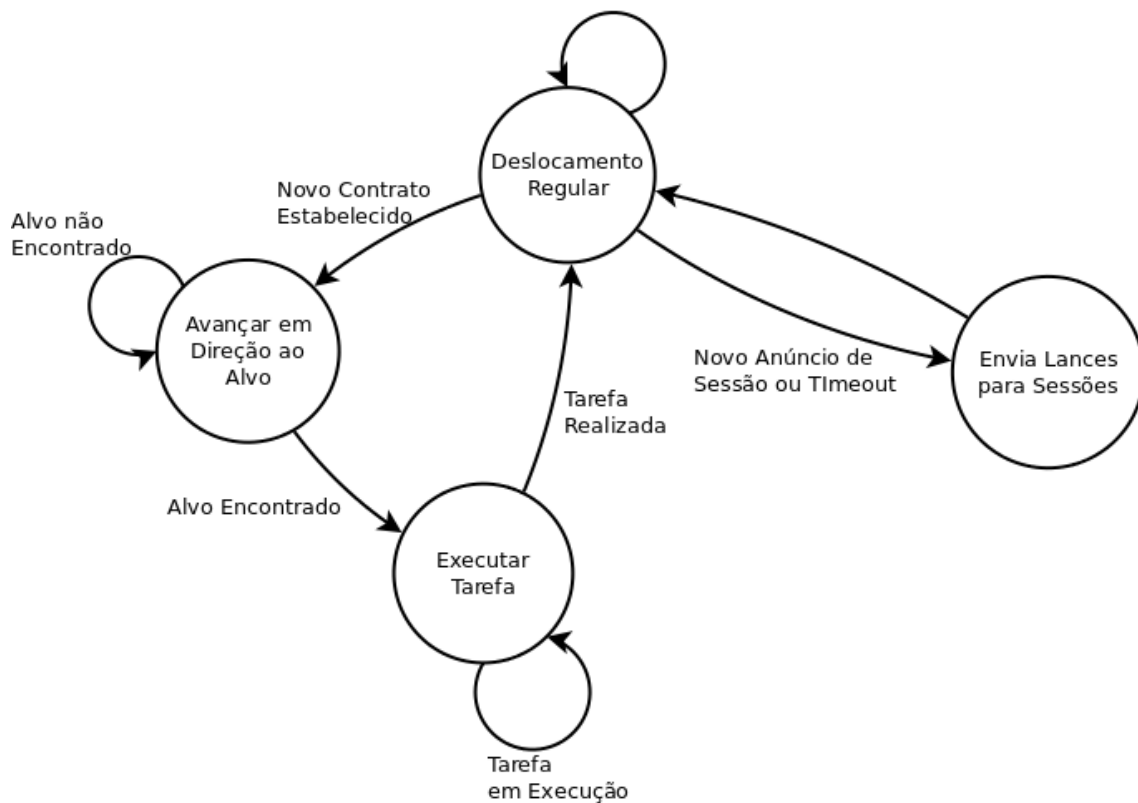 Deslocamento
Regular
Novo Contrato
Estabelecido
Alvo não
Encontrado
Avançar em
Direção ao
Alvo
Novo Anúncio de
Sessão ou TImeout
Envia Lances
para Sessões
Tarefa
Realizada
Alvo Encontrado
Executar
Tarefa
Tarefa
em Execução